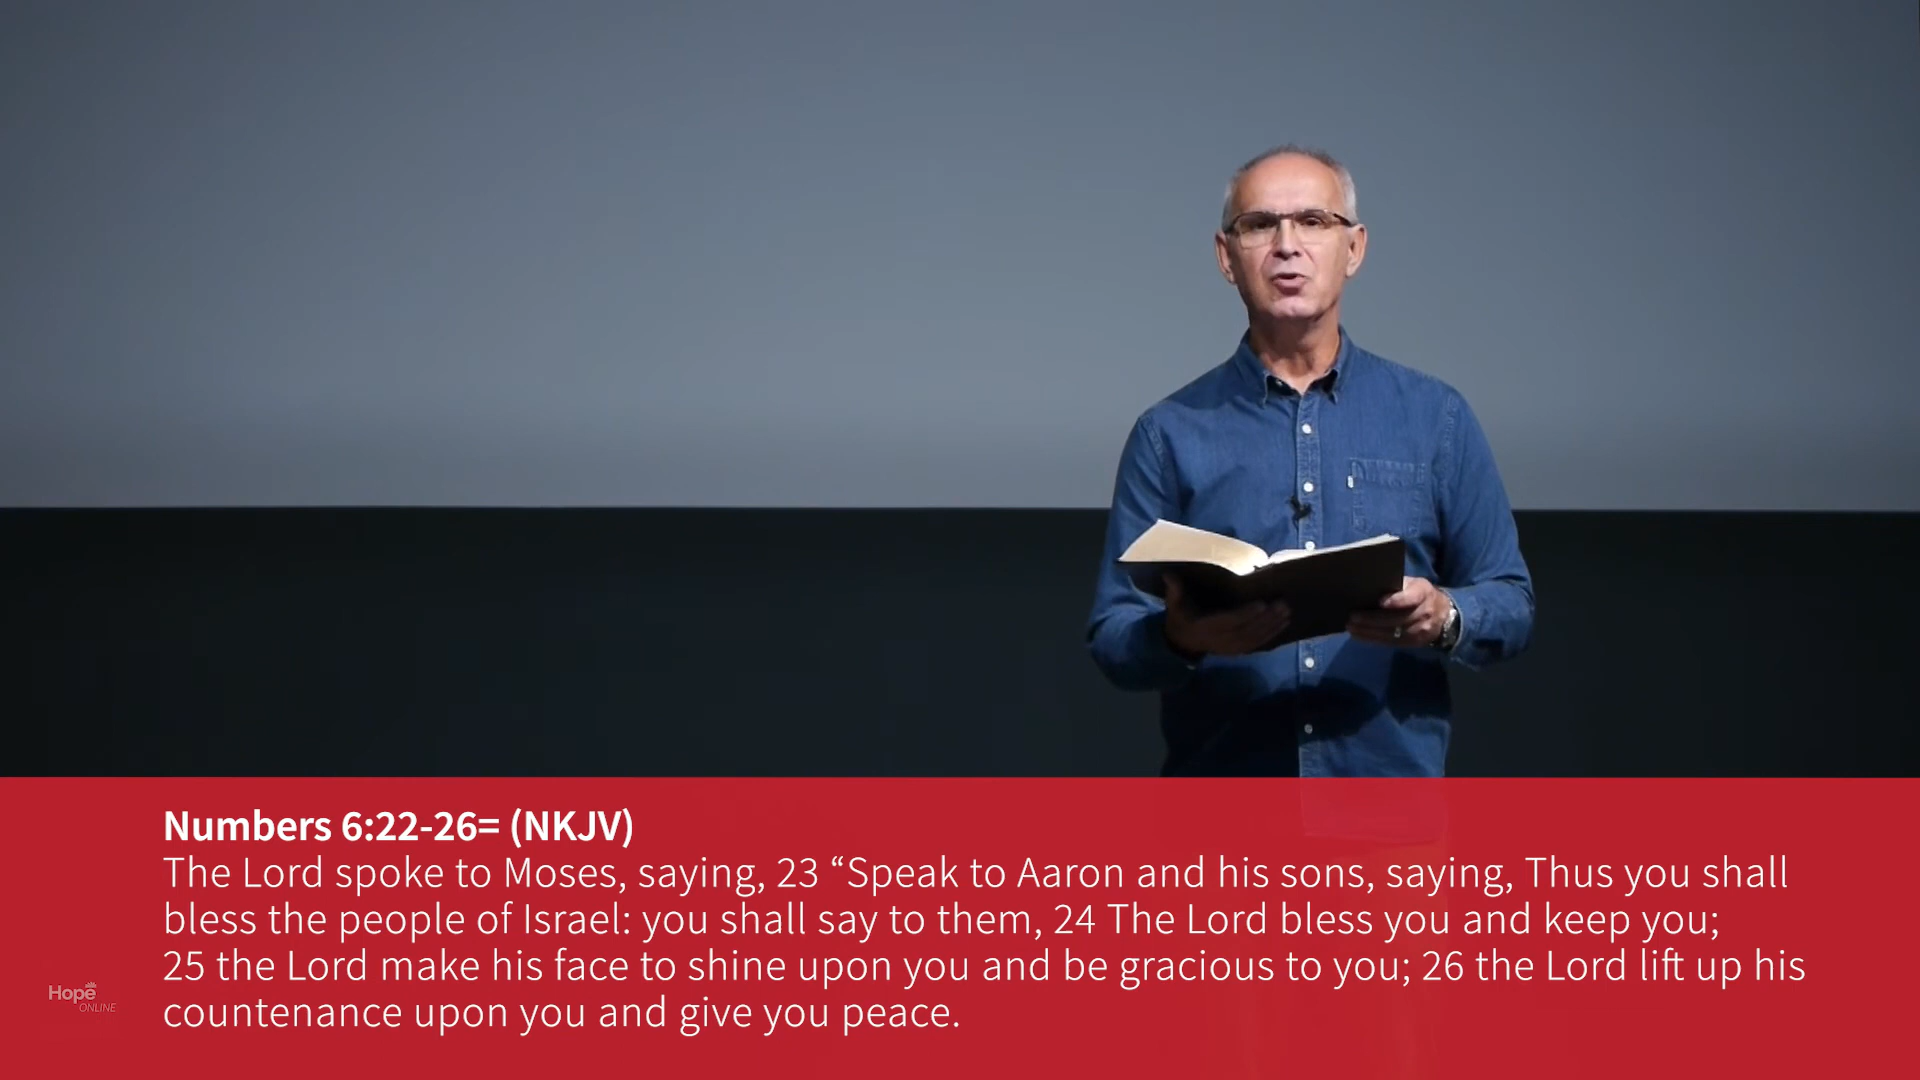 Numbers 6:22-26= (NKJV)
The Lord spoke to Moses, saying, 23 “Speak to Aaron and his sons, saying, Thus you shall
bless the people of Israel: you shall say to them, 24 The Lord bless you and keep you;
25 the Lord make his face to shine upon you and be gracious to you; 26 the Lord lift up his
countenance upon you and give you peace.
Hope
ONLINE